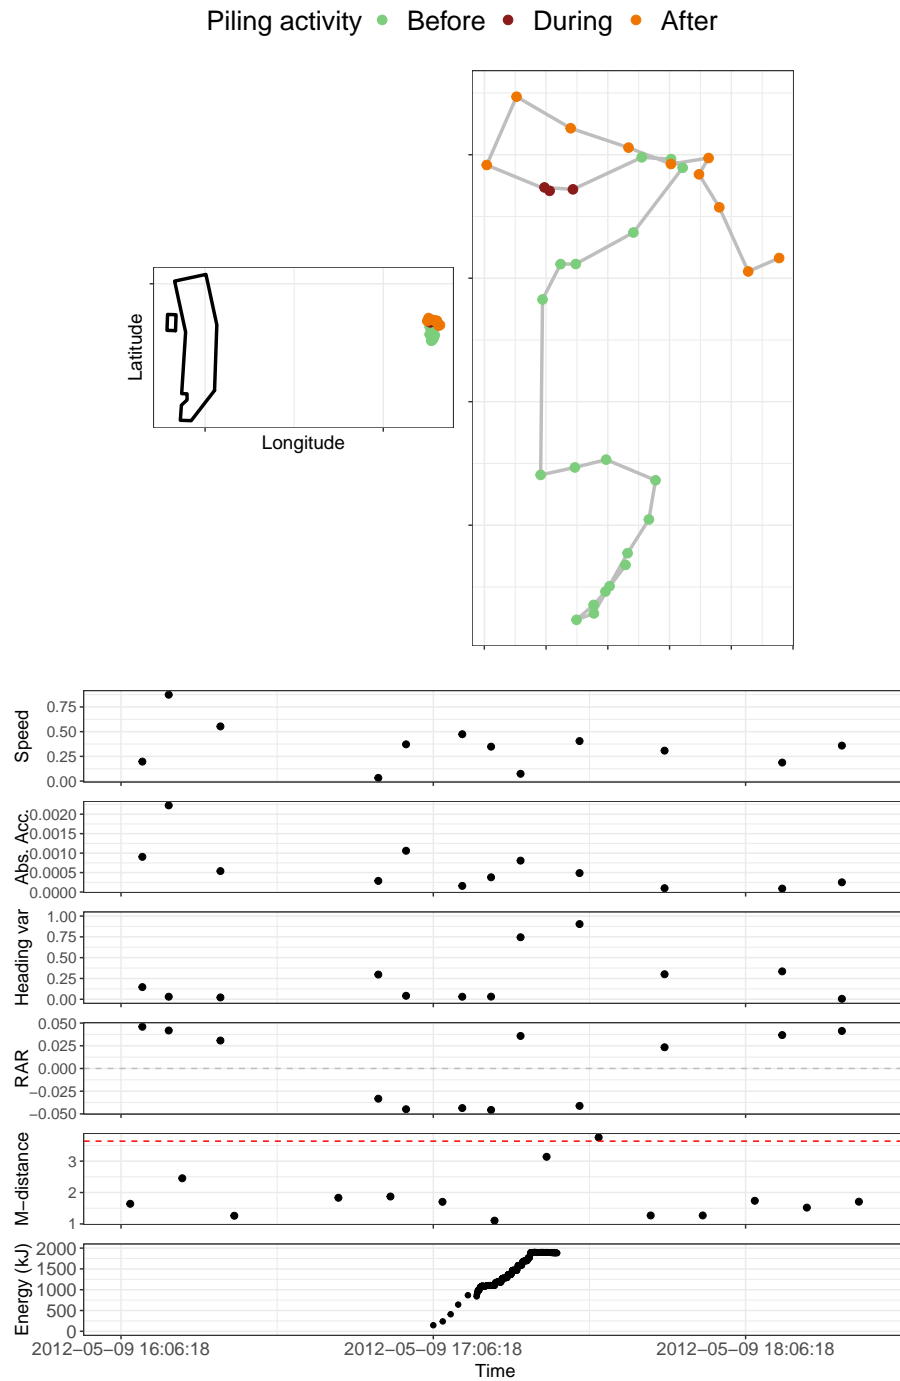 Piling activity Before During After
Latitude
Longitude
Speed
0.75
0.50
0.25
0.00
Abs. Acc.
0.0020
0.0015
0.0010
0.0005
0.0000
Heading var
1.00
0.75
0.50
0.25
0.00
RAR
0.050
0.025
0.000
−0.025
−0.050
M−distance
3
2
1
Energy (kJ)
2000
1500
1000
500
0
2012−05−09 16:06:18 2012−05−09 17:06:18 2012−05−09 18:06:18
Time